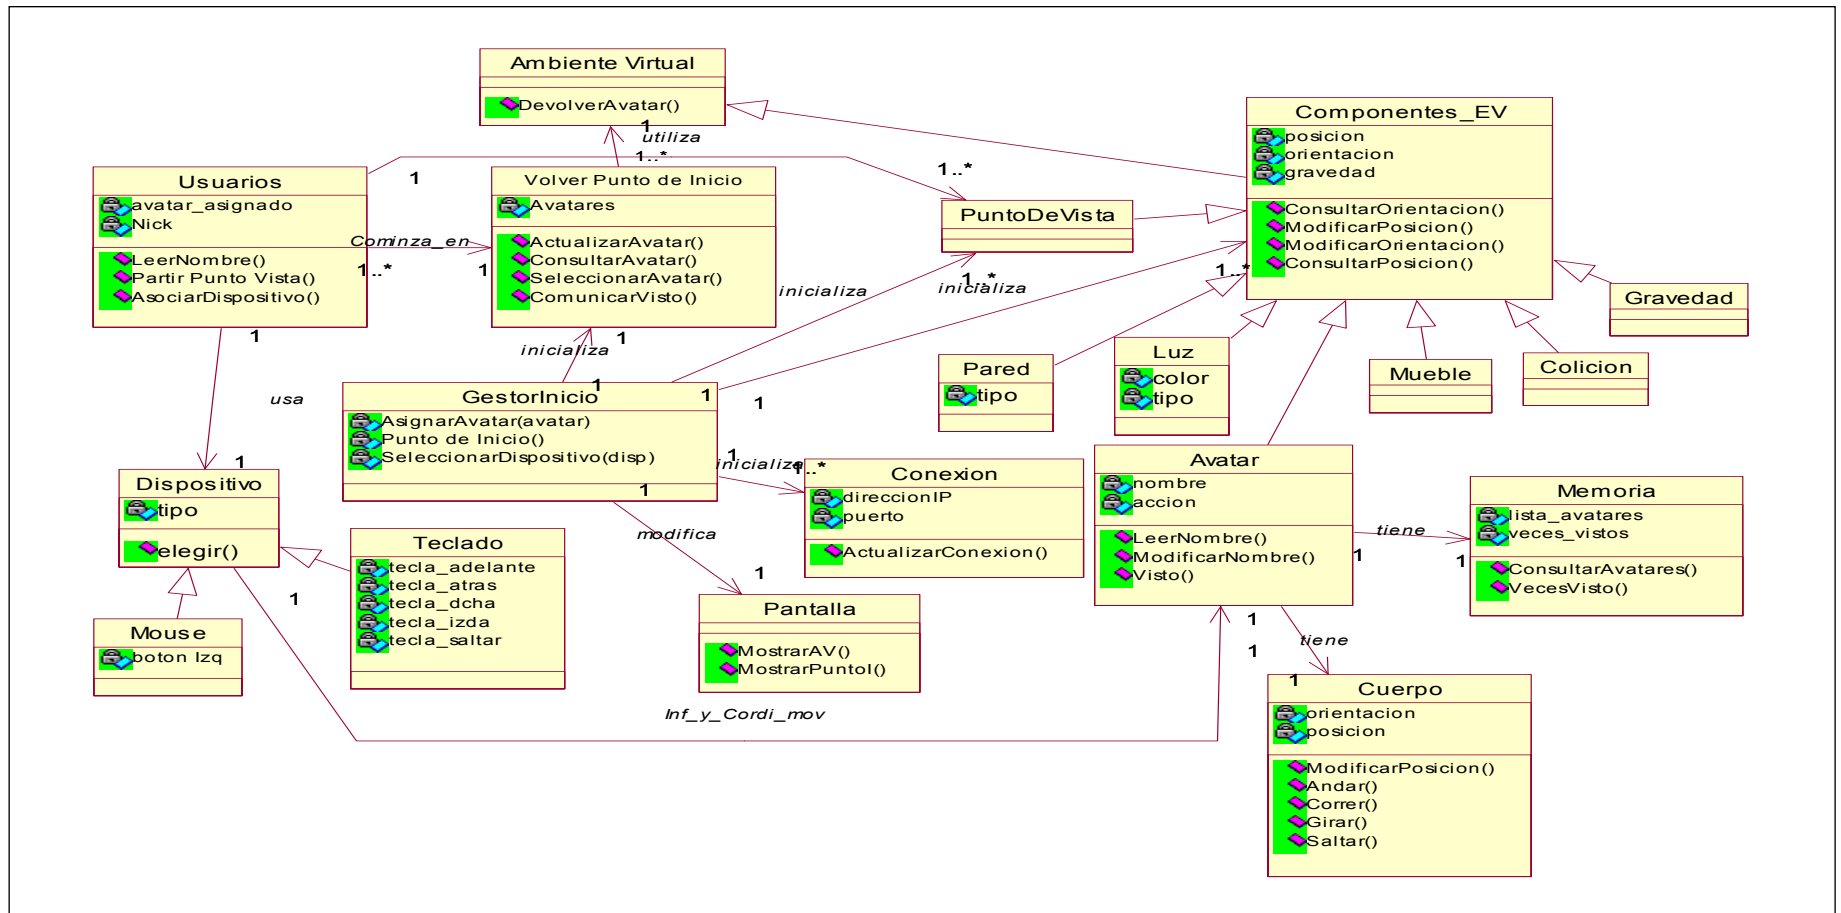 Ambiente Virtual
DevolverAvatar()
1
utiliza
1..*
Componentes_EV
posicion
orientacion
gravedad
ConsultarOrientacion()
ModificarPosicion()
ModificarOrientacion()
ConsultarPosicion()
1..*
Usuarios
avatar_asignado
Nick
LeerNombre()
Partir Punto Vista()
AsociarDispositivo()
1
1..*
Cominza_en
1
1..*
1
Volver Punto de Inicio
Avatares
ActualizarAvatar()
ConsultarAvatar()
SeleccionarAvatar()
ComunicarVisto()
PuntoDeVista
inicializa
1..*
inicializa
Gravedad
inicializa
1
1
Luz
color
tipo
Pared
tipo
Mueble
Colicion
usa
1
GestorInicio
AsignarAvatar(avatar)
Punto de Inicio()
SeleccionarDispositivo(disp)
1
1
1
1
inicializa
1..*
Conexion
direccionIP
puerto
ActualizarConexion()
Avatar
nombre
accion
LeerNombre()
ModificarNombre()
Visto()
tiene
1
1
Memoria
lista_avatares
veces_vistos
ConsultarAvatares()
VecesVisto()
Dispositivo
tipo
elegir()
1
Teclado
tecla_adelante
tecla_atras
tecla_dcha
tecla_izda
tecla_saltar
modifica
1
Pantalla
MostrarAV()
MostrarPuntoI()
Mouse
boton Izq
Inf_y_Cordi_mov
1
1
tiene
1
Cuerpo
orientacion
posicion
ModificarPosicion()
Andar()
Correr()
Girar()
Saltar()